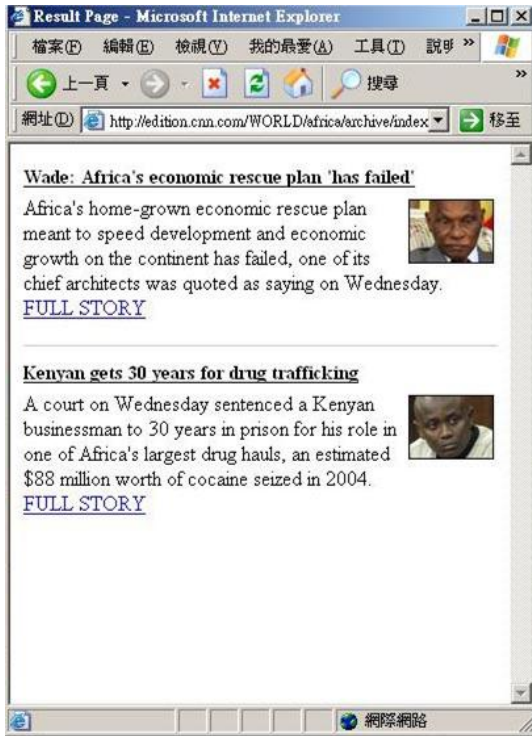 Result Page - Microsoft Internet Explorer
檔案(F) 編輯(E) 檢視(V) 我的最愛(A) 工具(T) 說明 »
上一頁 搜尋 »
網址(D) http://edition.cnn.com/WORLD/africa/archive/index 移至
Wade: Africa's economic rescue plan 'has failed'
Africa's home-grown economic rescue plan
meant to speed development and economic
growth on the continent has failed, one of its
chief architects was quoted as saying on Wednesday.
FULL STORY
Kenyan gets 30 years for drug trafficking
A court on Wednesday sentenced a Kenyan
businessman to 30 years in prison for his role in
one of Africa's largest drug hauls, an estimated
$88 million worth of cocaine seized in 2004.
FULL STORY
網際網路